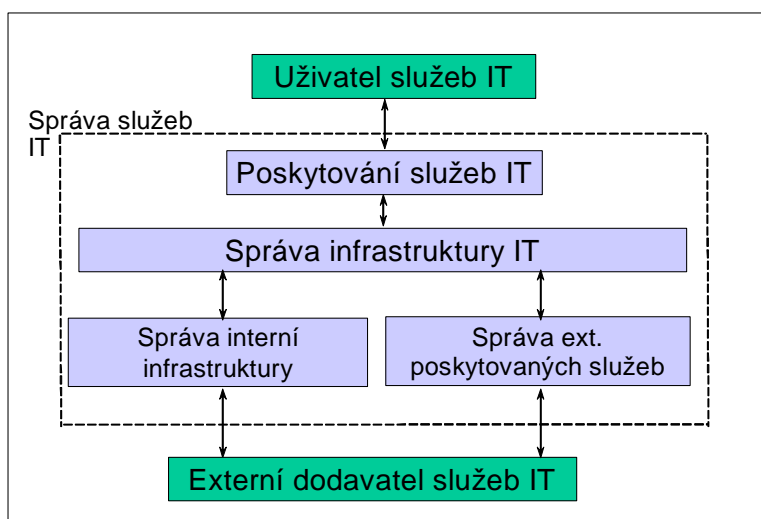 Uživatel služeb IT
Správa služeb
IT
Poskytování služeb IT
Správa infrastruktury IT
Správa interní
infrastruktury
Správa ext.
poskytovaných služeb
Externí dodavatel služeb IT